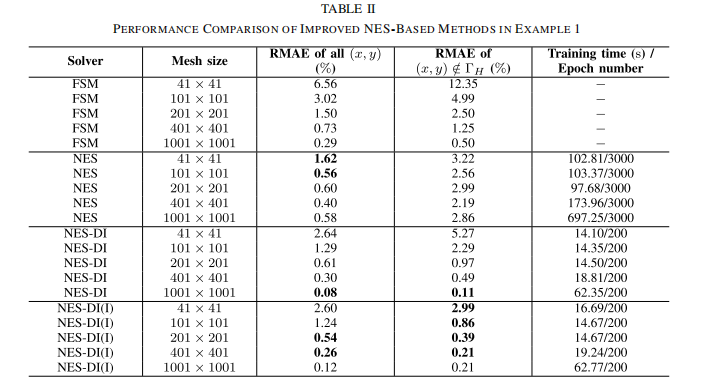 TABLE II
PERFORMANCE COMPARISON OF IMPROVED NES-BASED METHODS IN EXAMPLE 1
Solver Mesh size RMAE of all (x, y) (%) RMAE of (x, y) ∉ Γ_H (%) Training time (s) / Epoch number
FSM 41 × 41 6.56 12.35 −
FSM 101 × 101 3.02 4.99 −
FSM 201 × 201 1.50 2.50 −
FSM 401 × 401 0.73 1.25 −
FSM 1001 × 1001 0.29 0.50 −
NES 41 × 41 1.62 3.22 102.81/3000
NES 101 × 101 0.56 2.56 103.37/3000
NES 201 × 201 0.60 2.99 97.68/3000
NES 401 × 401 0.40 2.19 173.96/3000
NES 1001 × 1001 0.58 2.86 697.25/3000
NES-DI 41 × 41 2.64 5.27 14.10/200
NES-DI 101 × 101 1.29 2.29 14.35/200
NES-DI 201 × 201 0.61 0.97 14.50/200
NES-DI 401 × 401 0.30 0.49 18.81/200
NES-DI 1001 × 1001 0.08 0.11 62.35/200
NES-DI(I) 41 × 41 2.60 2.99 16.69/200
NES-DI(I) 101 × 101 1.24 0.86 14.67/200
NES-DI(I) 201 × 201 0.54 0.39 14.67/200
NES-DI(I) 401 × 401 0.26 0.21 19.24/200
NES-DI(I) 1001 × 1001 0.12 0.21 62.77/200